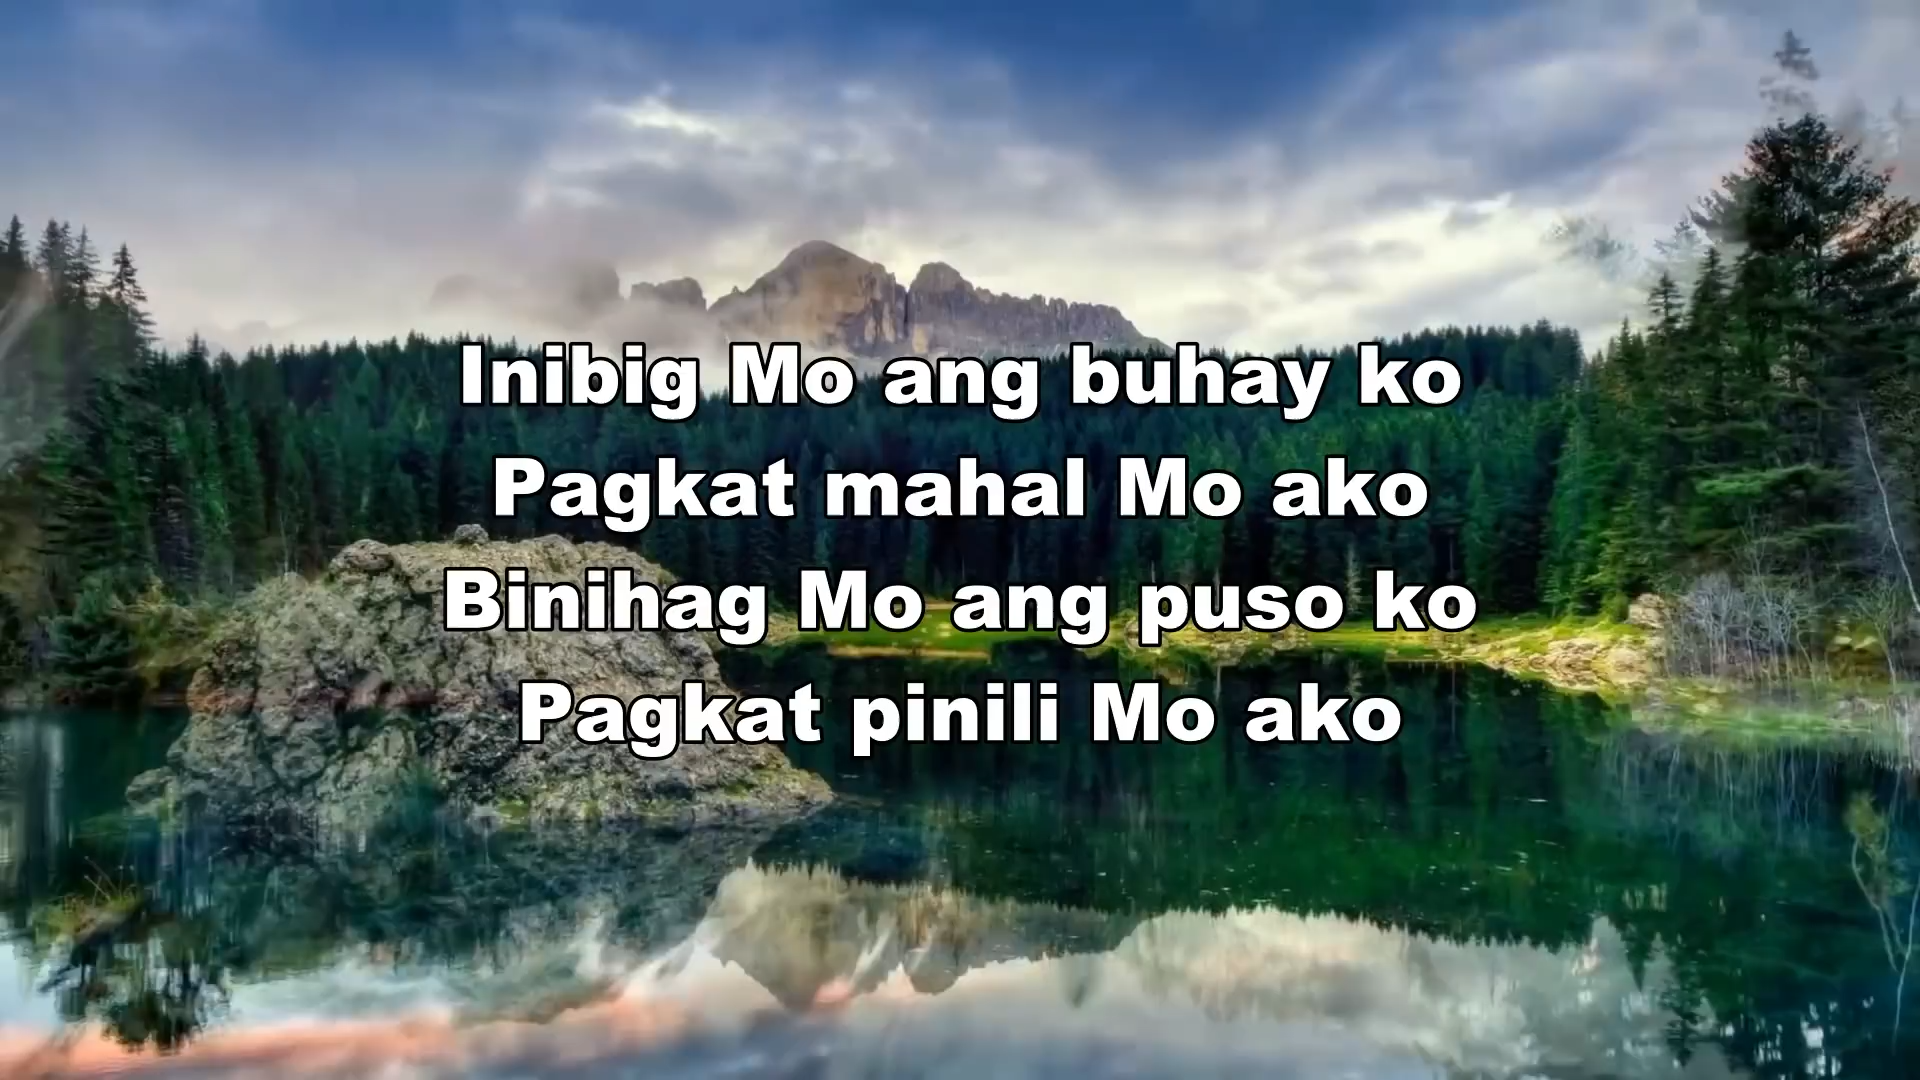 Inibig Mo ang buhay ko
Pagkat mahal Mo ako
Binihag Mo ang puso ko
Pagkat pinili Mo ako